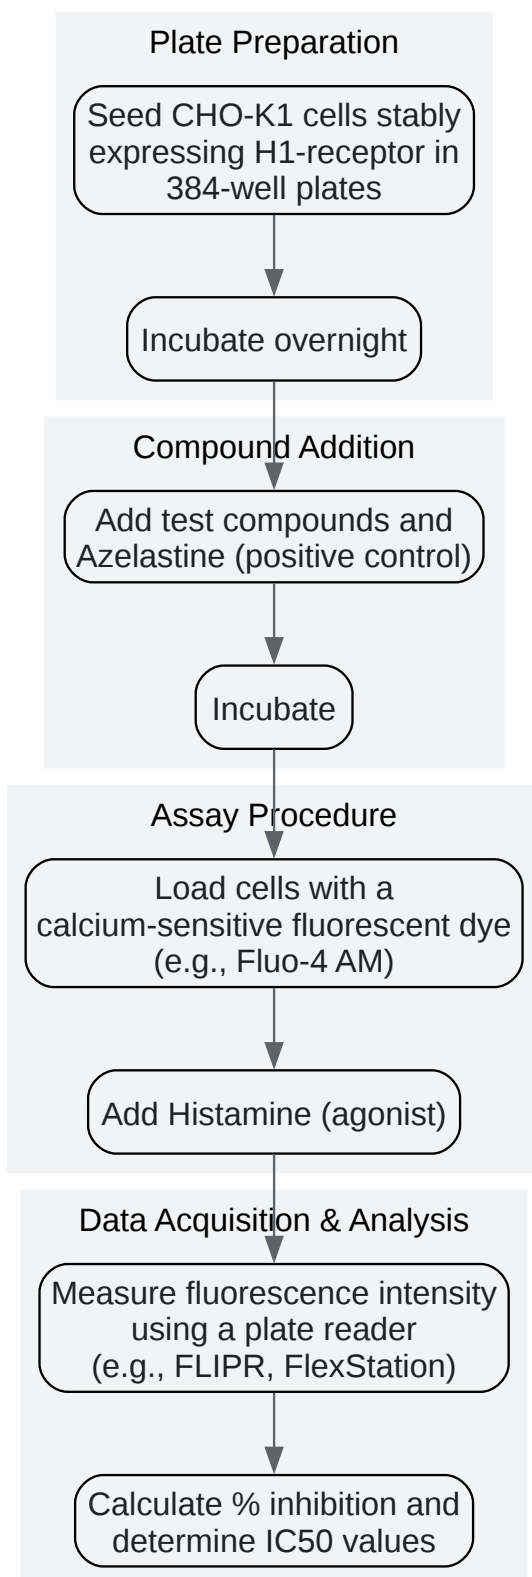 Plate Preparation
Seed CHO-K1 cells stably
expressing H1-receptor in
384-well plates
Incubate overnight
Compound Addition
Add test compounds and
Azelastine (positive control)
Incubate
Assay Procedure
Load cells with a
calcium-sensitive fluorescent dye
(e.g., Fluo-4 AM)
Add Histamine (agonist)
Data Acquisition & Analysis
Measure fluorescence intensity
using a plate reader
(e.g., FLIPR, FlexStation)
Calculate % inhibition and
determine IC50 values